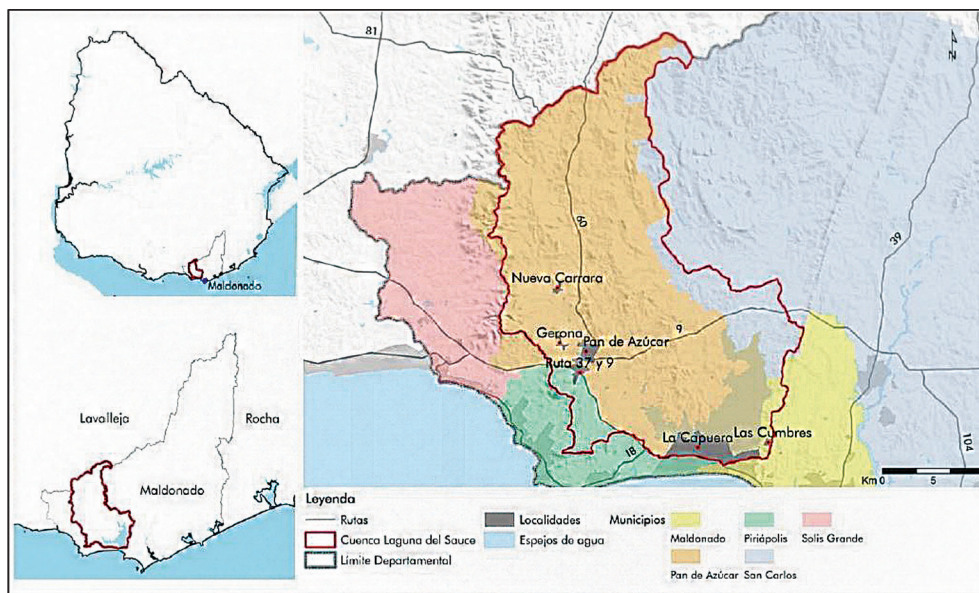 Maldonado
Lavalleja
Rocha
Maldonado
81
39
Nueva Carrara
9
Gerona
Pan de Azúcar
Ruta 37 y 9
La Capuera
Las Cumbres
18
104
N
Km 0 5
Leyenda
Rutas
Cuenca Laguna del Sauce
Límite Departamental
Localidades
Espejos de agua
Municipios
Maldonado
Piriápolis
Solis Grande
Pan de Azúcar
San Carlos